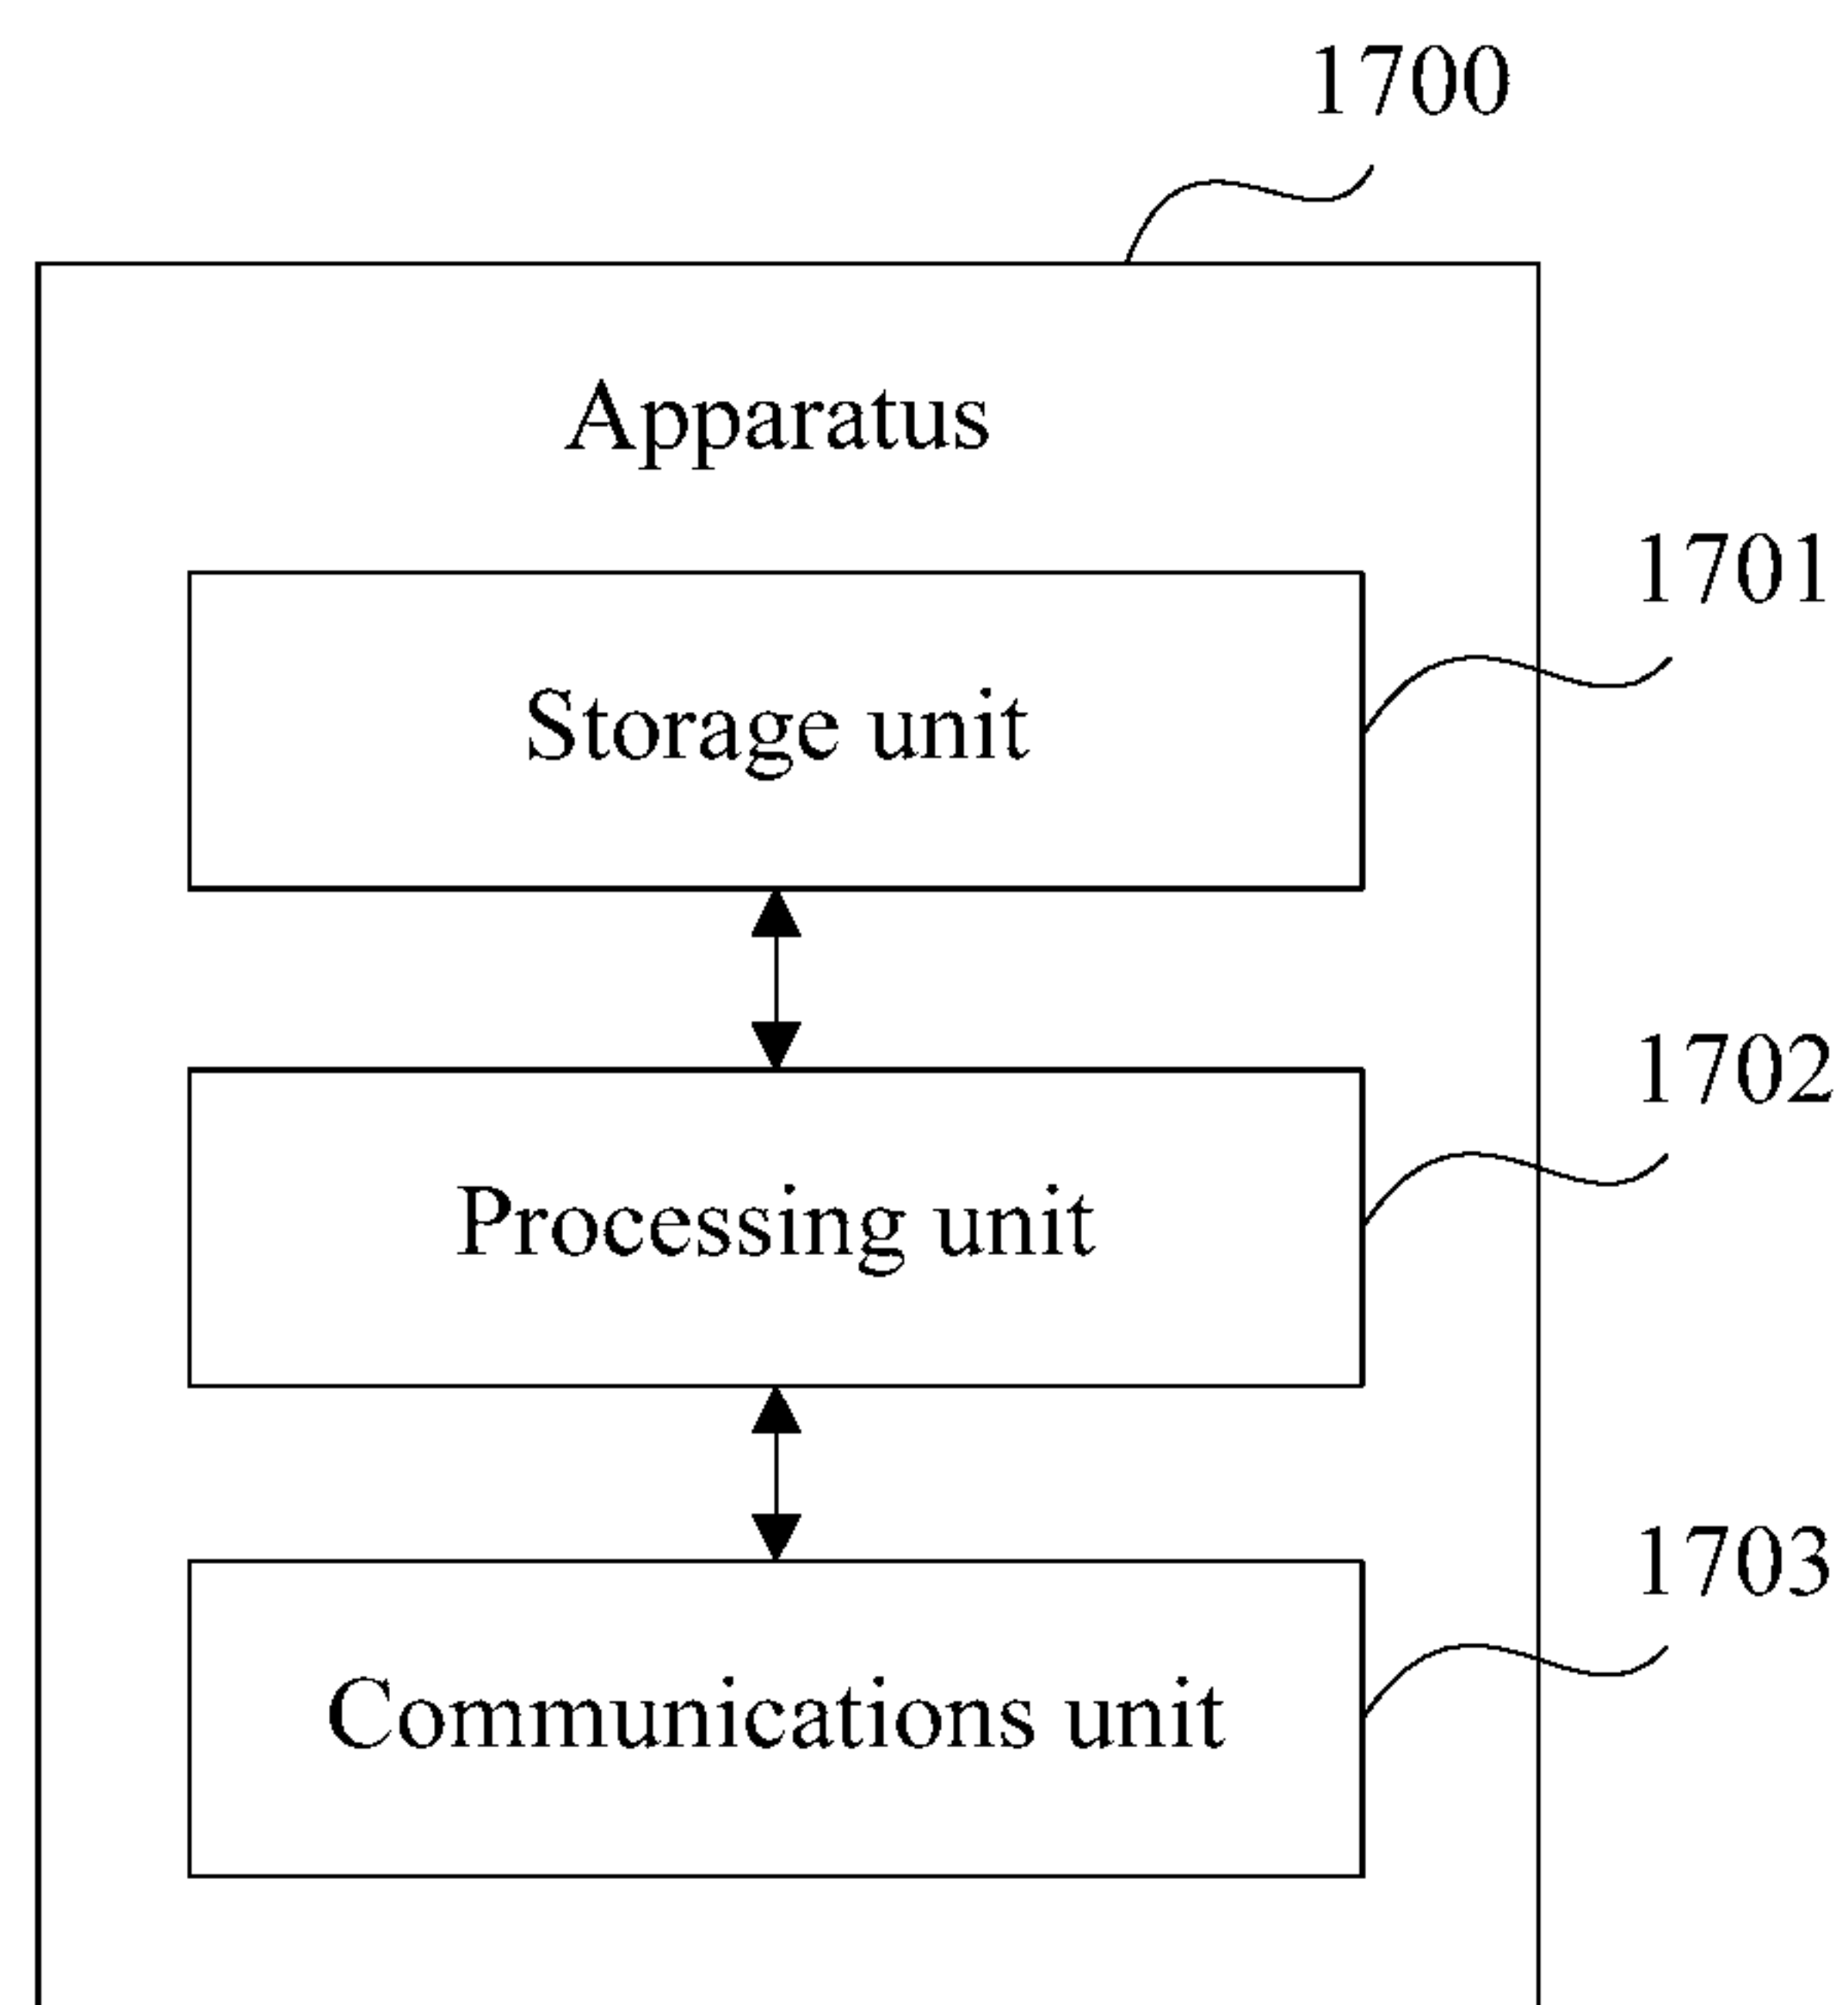 1700
Apparatus
1701
Storage unit
1702
Processing unit
1703
Communications unit